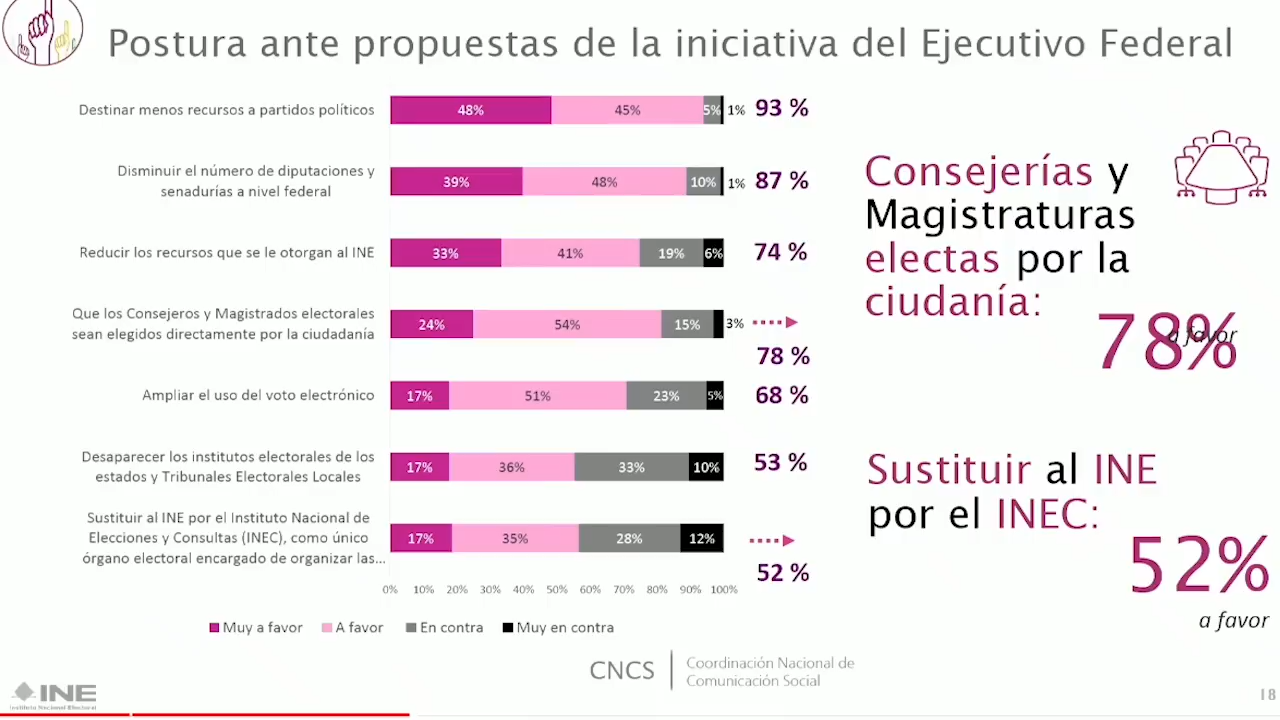 Postura ante propuestas de la iniciativa del Ejecutivo Federal
Destinar menos recursos a partidos políticos
48% 45% 5% 1% 93 %
Disminuir el número de diputaciones y
senadurías a nivel federal
39% 48% 10% 1% 87 %
Reducir los recursos que se le otorgan al INE
33% 41% 19% 6% 74 %
Que los Consejeros y Magistrados electorales
sean elegidos directamente por la ciudadanía
24% 54% 15% 3%
78 %
Ampliar el uso del voto electrónico
17% 51% 23% 5% 68 %
Desaparecer los institutos electorales de los
estados y Tribunales Electorales Locales
17% 36% 33% 10% 53 %
Sustituir al INE por el Instituto Nacional de
Elecciones y Consultas (INEC), como único
órgano electoral encargado de organizar las...
17% 35% 28% 12%
52 %
0% 10% 20% 30% 40% 50% 60% 70% 80% 90% 100%
Muy a favor A favor En contra Muy en contra
Consejerías y
Magistraturas
electas por la
ciudanía:
78%
a favor
Sustituir al INE
por el INEC:
52%
a favor
CNCS
Coordinación Nacional de
Comunicación Social
INE
Instituto Nacional Electoral
18